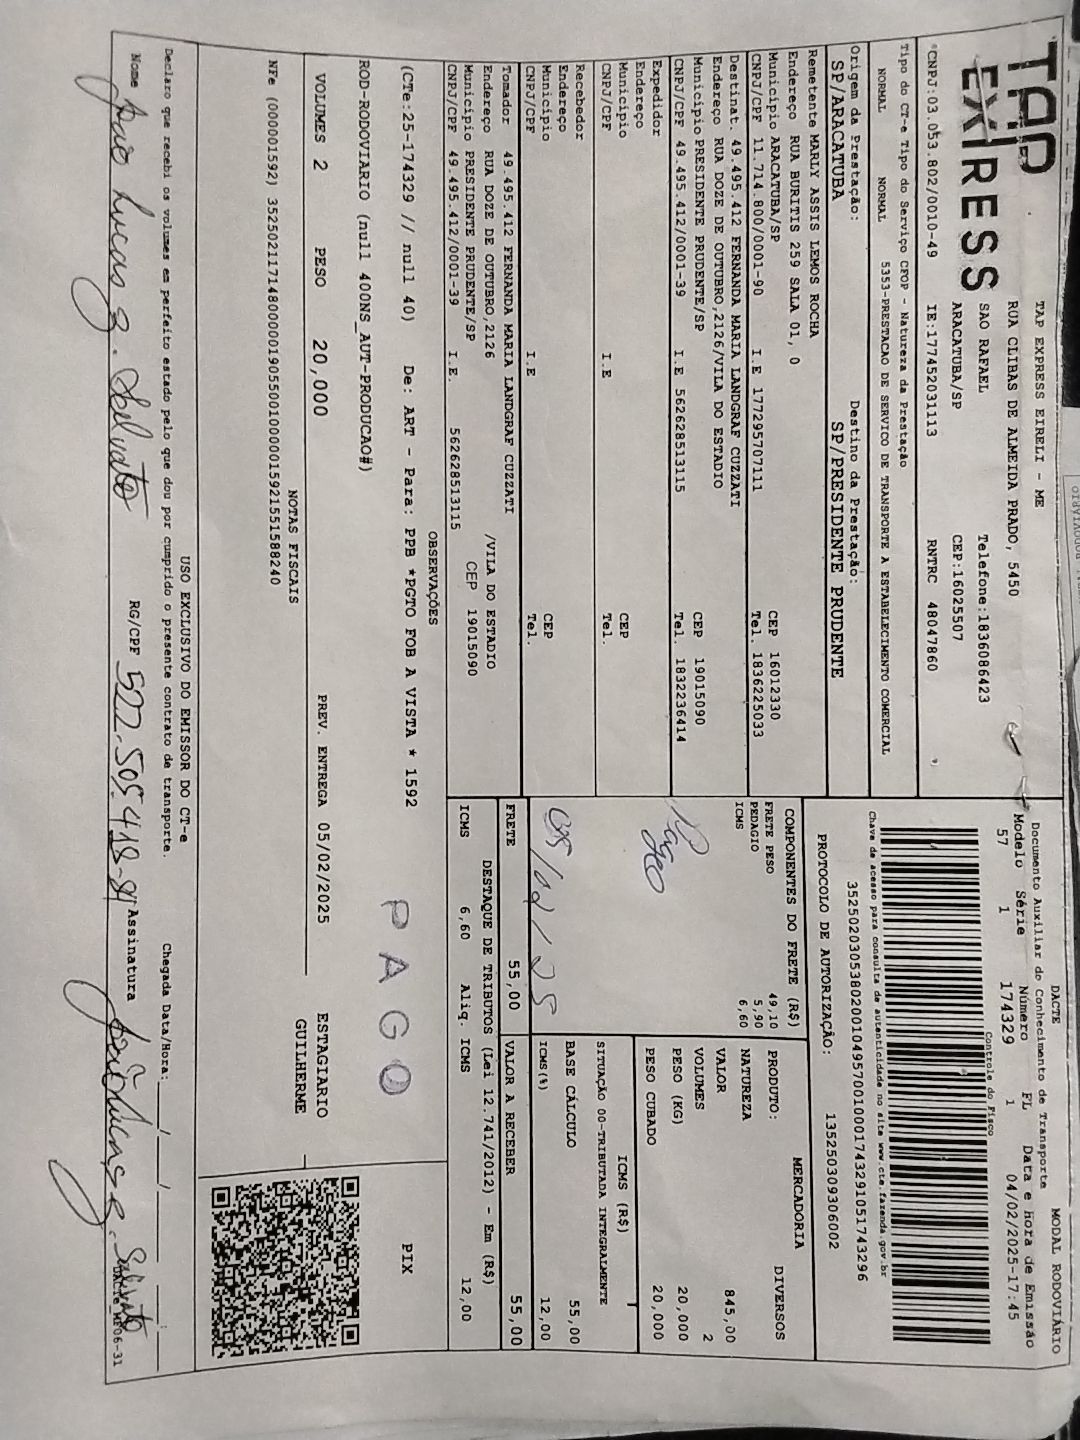 TAP EXPRESS
TAP EXPRESS EIRELI - ME
RUA CLIBAS DE ALMEIDA PRADO, 5450
SAO RAFAEL Telefone:1836086423
ARACATUBA/SP CEP:16025507
CNPJ:03.053.802/0010-49 IE:177452031113 RNTRC 48047860
Tipo do CT-e Tipo do Serviço CFOP - Natureza da Prestação
NORMAL NORMAL 5353-PRESTACAO DE SERVICO DE TRANSPORTE A ESTABELECIMENTO COMERCIAL
Origem da Prestação: Destino da Prestação:
SP/ARACATUBA SP/PRESIDENTE PRUDENTE
Remetente MARLY ASSIS LEMOS ROCHA
Endereço RUA BURITIS 259 SALA 01, 0
Município ARACATUBA/SP CEP 16012330
CNPJ/CPF 11.714.800/0001-90 I.E 177295707111 Tel. 1836225033
Destinat. 49.495.412 FERNANDA MARIA LANDGRAF CUZZATI
Endereço RUA DOZE DE OUTUBRO,2126/VILA DO ESTADIO
Município PRESIDENTE PRUDENTE/SP CEP 19015090
CNPJ/CPF 49.495.412/0001-39 I.E 562628513115 Tel. 1832236414
Expedidor
Endereço
Município CEP
CNPJ/CPF I.E Tel.
Recebedor
Endereço
Município CEP
CNPJ/CPF I.E Tel.
Tomador 49.495.412 FERNANDA MARIA LANDGRAF CUZZATI
Endereço RUA DOZE DE OUTUBRO,2126 /VILA DO ESTADIO
Município PRESIDENTE PRUDENTE/SP CEP 19015090
CNPJ/CPF 49.495.412/0001-39 I.E. 562628513115
DACTE MODAL RODOVIÁRIO
Documento Auxiliar do Conhecimento de Transporte
Modelo Série Número FL Data e Hora de Emissão
57 1 174329 1 04/02/2025-17:45
Controle do Fisco
Chave de acesso para consulta de autenticidade no site www.cte.fazenda.gov.br
35250203053802001049570010001743291051743296
PROTOCOLO DE AUTORIZAÇÃO: 135250309306002
COMPONENTES DO FRETE (R$)
FRETE PESO 49,10
PEDAGIO 5,90
ICMS 6,60
Pago
05/02/25
MERCADORIA
PRODUTO: DIVERSOS
NATUREZA
VALOR 845,00
VOLUMES 2
PESO (KG) 20,000
PESO CUBADO 20,000
ICMS (R$)
SITUAÇÃO 00-TRIBUTADA INTEGRALMENTE
BASE CÁLCULO 55,00
ICMS(%) 12,00
FRETE 55,00 VALOR A RECEBER 55,00
DESTAQUE DE TRIBUTOS (Lei 12.741/2012) - Em (R$)
ICMS 6,60 Aliq. ICMS 12,00
OBSERVAÇÕES
(CTe:25-174329 // null 40) De: ART - Para: PPB *PGTO FOB A VISTA * 1592
PAGO
PIX
ROD-RODOVIARIO (null 400NS_AUT-PRODUCAO#)
VOLUMES 2 PESO 20,000 PREV. ENTREGA 05/02/2025 ESTAGIARIO
GUILHERME
NOTAS FISCAIS
NFe (000001592) 35250211714800000190550010000015921551588240
USO EXCLUSIVO DO EMISSOR DO CT-e
Declaro que recebi os volumes em perfeito estado pelo que dou por cumprido o presente contrato de transporte. Chegada Data/Hora: / / :
Nome João Lucas G. Salvato RG/CPF 522.505.418-84 Assinatura João Lucas G. Salvato